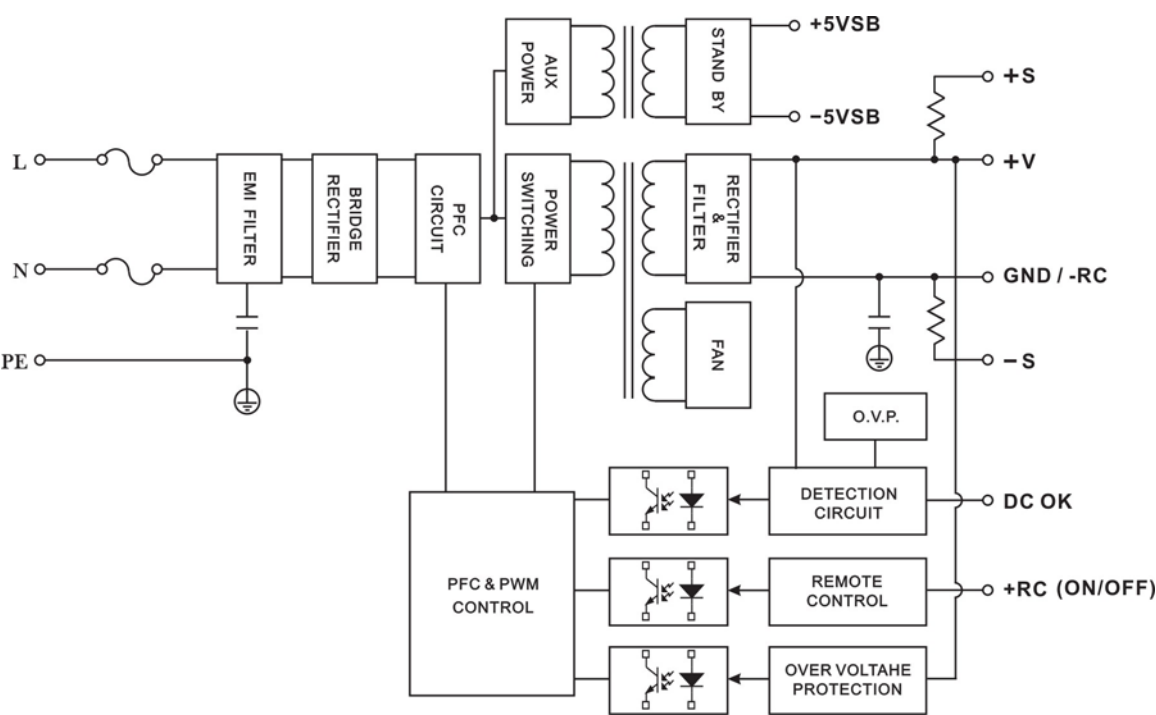 AUX
POWER
STAND BY
+5VSB
−5VSB
+S
L
N
PE
EMI FILTER
BRIDGE
RECTIFIER
PFC
CIRCUIT
POWER
SWITCHING
RECTIFIER
&
FILTER
+V
GND / -RC
FAN
−S
O.V.P.
DETECTION
CIRCUIT
DC OK
PFC & PWM
CONTROL
REMOTE
CONTROL
+RC (ON/OFF)
OVER VOLTAHE
PROTECTION